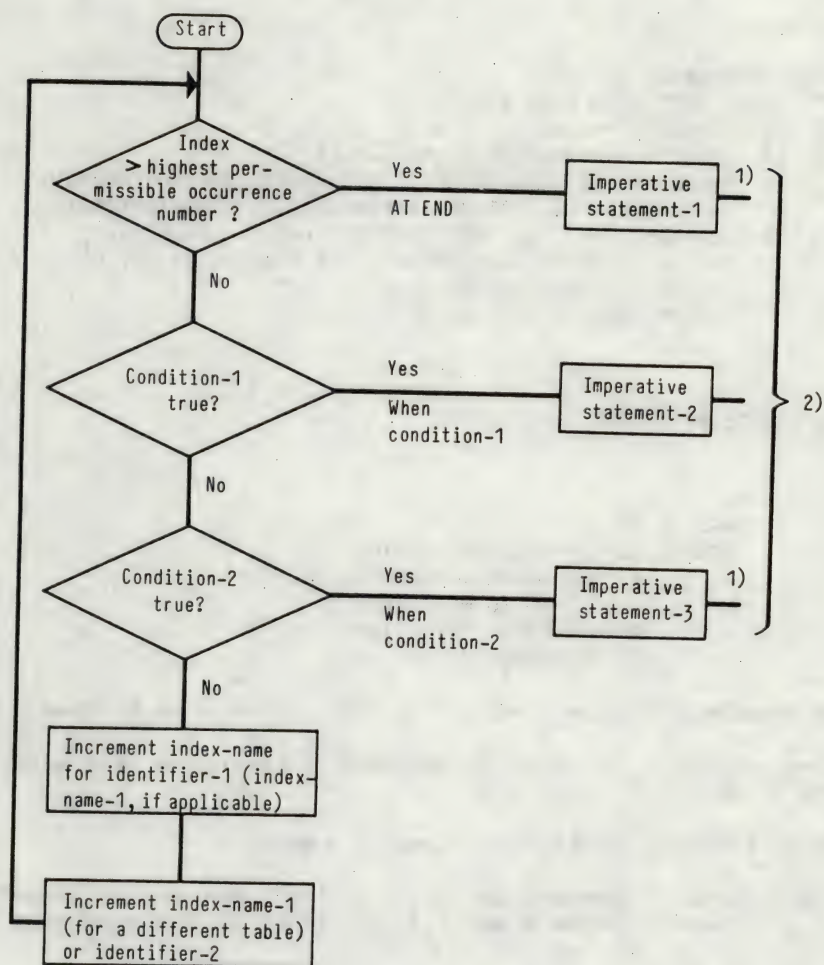 Start
Index
> highest per-
missible occurrence
number ?
Yes
AT END
Imperative
statement-1
1)
No
Condition-1
true?
Yes
When
condition-1
Imperative
statement-2
2)
No
Condition-2
true?
Yes
When
condition-2
Imperative
statement-3
1)
No
Increment index-name
for identifier-1 (index-
name-1, if applicable)
Increment index-name-1
(for a different table)
or identifier-2